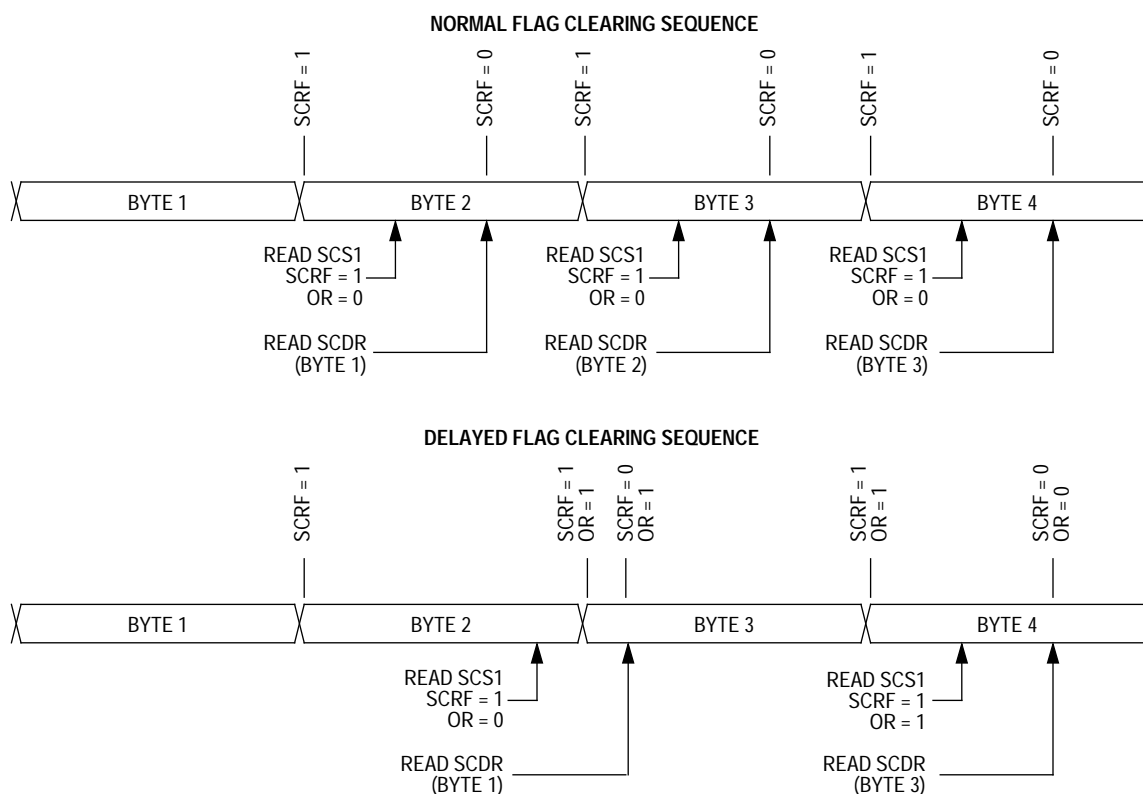 NORMAL FLAG CLEARING SEQUENCE
SCRF = 1
SCRF = 0
SCRF = 1
SCRF = 0
SCRF = 1
SCRF = 0
BYTE 1
BYTE 2
BYTE 3
BYTE 4
READ SCS1
SCRF = 1
OR = 0
READ SCS1
SCRF = 1
OR = 0
READ SCS1
SCRF = 1
OR = 0
READ SCDR
(BYTE 1)
READ SCDR
(BYTE 2)
READ SCDR
(BYTE 3)
DELAYED FLAG CLEARING SEQUENCE
SCRF = 1
SCRF = 1
OR = 1
SCRF = 0
OR = 1
SCRF = 1
OR = 1
SCRF = 0
OR = 0
BYTE 1
BYTE 2
BYTE 3
BYTE 4
READ SCS1
SCRF = 1
OR = 0
READ SCS1
SCRF = 1
OR = 1
READ SCDR
(BYTE 1)
READ SCDR
(BYTE 3)